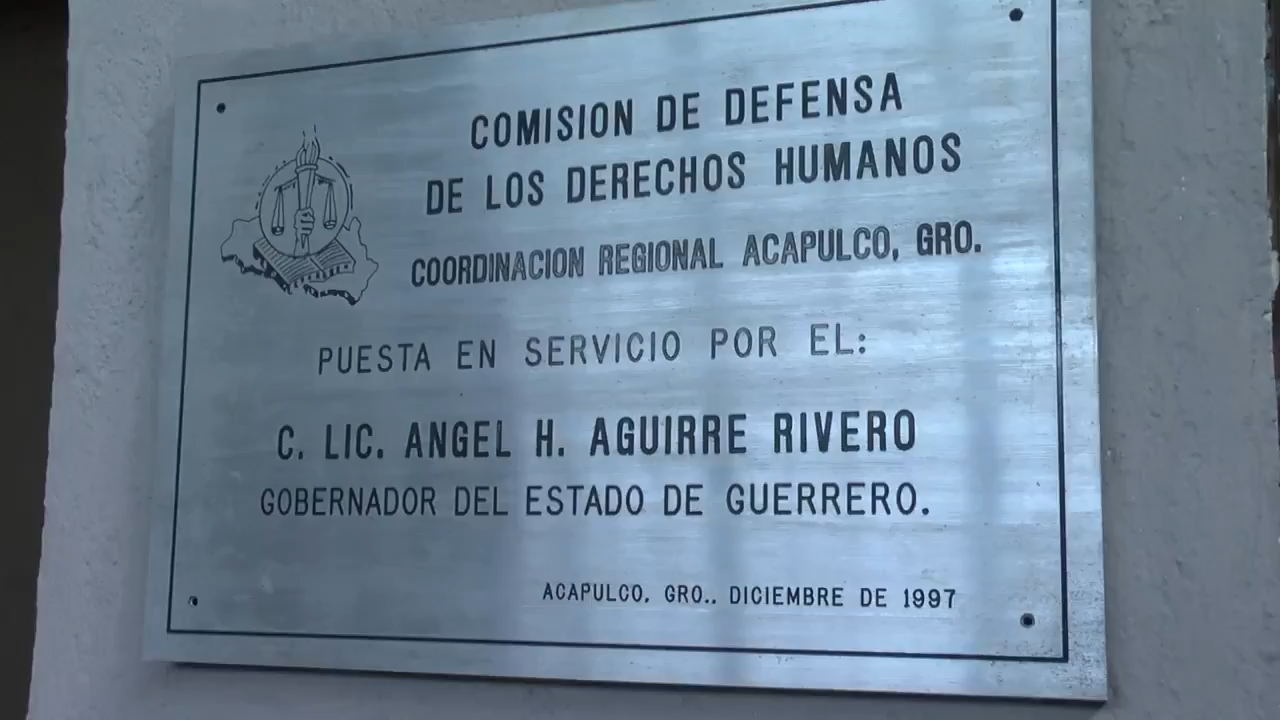 COMISION DE DEFENSA
DE LOS DERECHOS HUMANOS
COORDINACION REGIONAL ACAPULCO, GRO.
PUESTA EN SERVICIO POR EL:
C. LIC. ANGEL H. AGUIRRE RIVERO
GOBERNADOR DEL ESTADO DE GUERRERO.
ACAPULCO, GRO., DICIEMBRE DE 1997